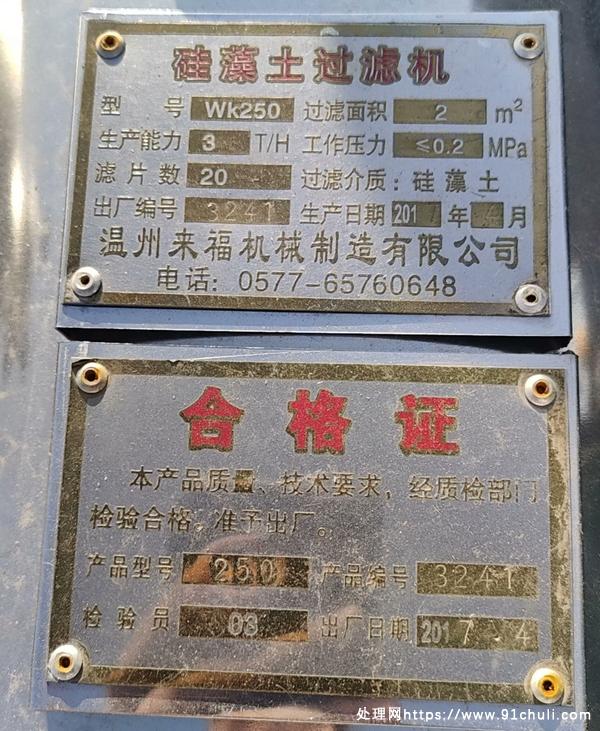 硅藻土过滤机
型 号 Wk250 过滤面积 2 m²
生产能力 3 T/H 工作压力 ≤0.2 MPa
滤片数 20 过滤介质：硅藻土
出厂编号 3241 生产日期 2017 年 4 月
温州来福机械制造有限公司
电话：0577-65760648
合格证
本产品质量、技术要求，经质检部门
检验合格。准予出厂。
产品型号 250 产品编号 3241
检验员 03 出厂日期 2017.4
处理网https://www.91chuli.com/